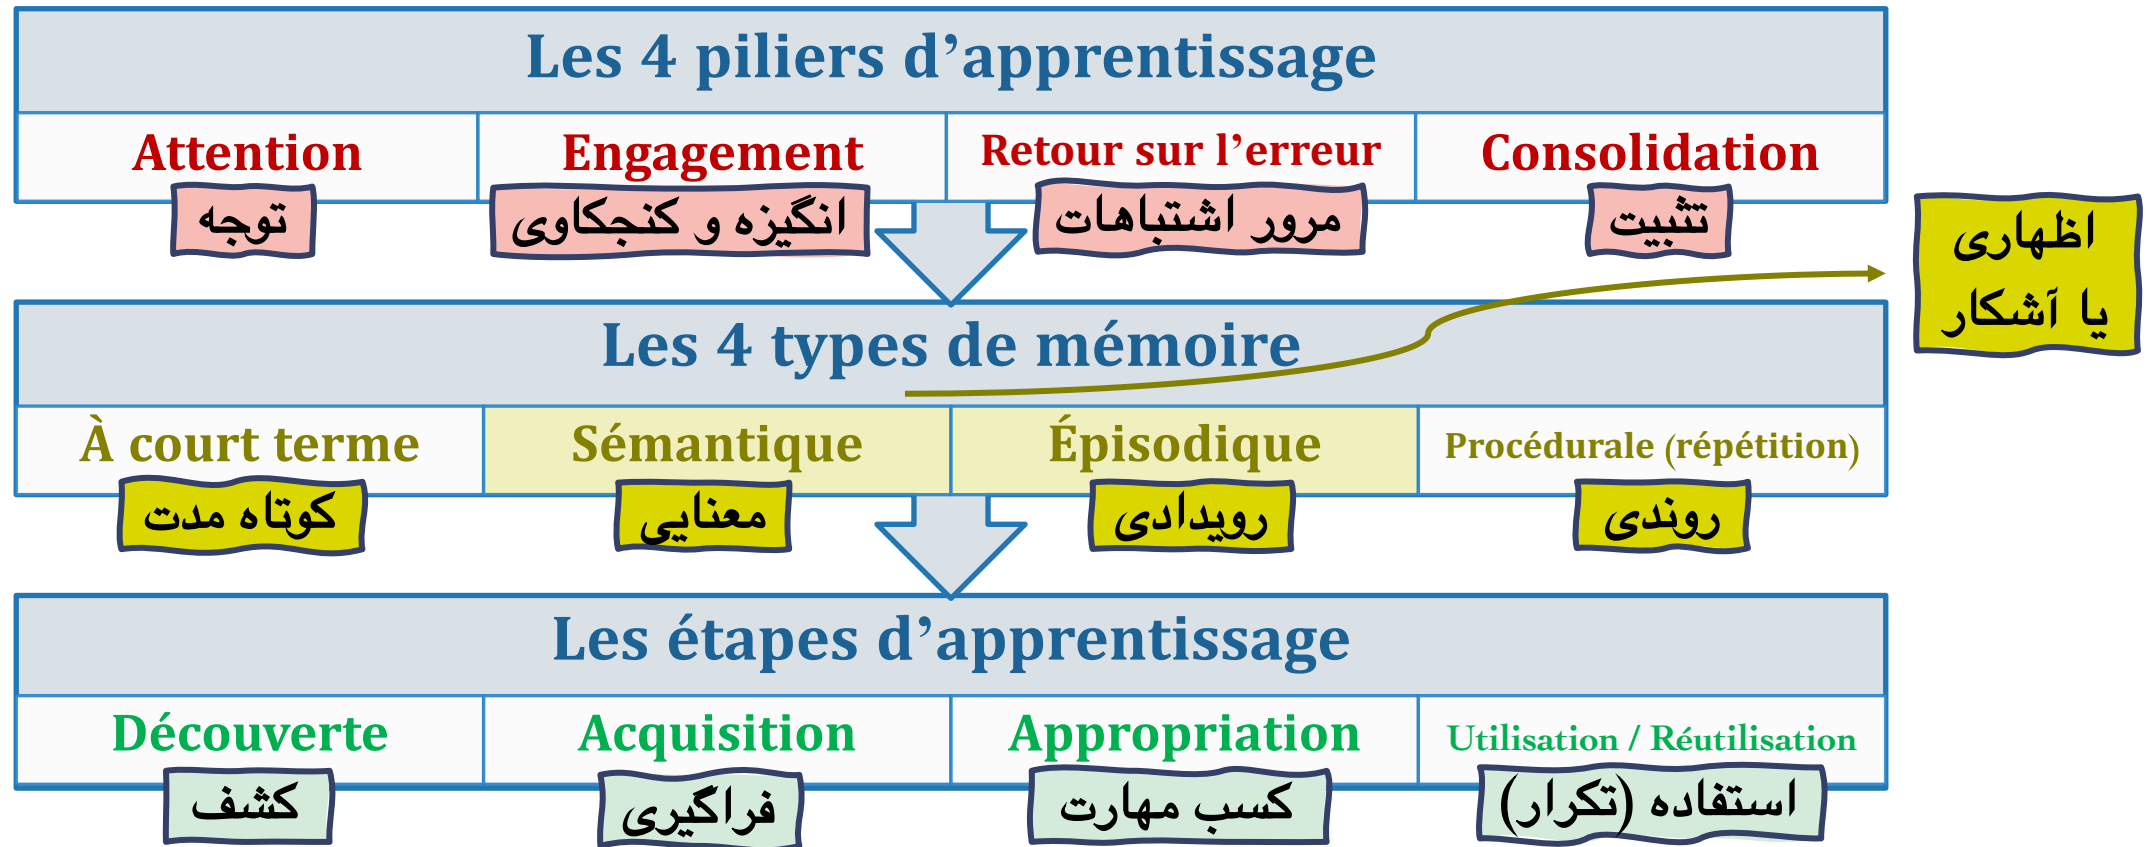 Les 4 piliers d’apprentissage
Attention
Engagement
Retour sur l’erreur
Consolidation
توجه
انگیزه و کنجکاوی
مرور اشتباهات
تثبیت
اظهاری
یا آشکار
Les 4 types de mémoire
À court terme
Sémantique
Épisodique
Procédurale (répétition)
کوتاه مدت
معنایی
رویدادی
روندی
Les étapes d’apprentissage
Découverte
Acquisition
Appropriation
Utilisation / Réutilisation
کشف
فراگیری
کسب مهارت
استفاده (تکرار)